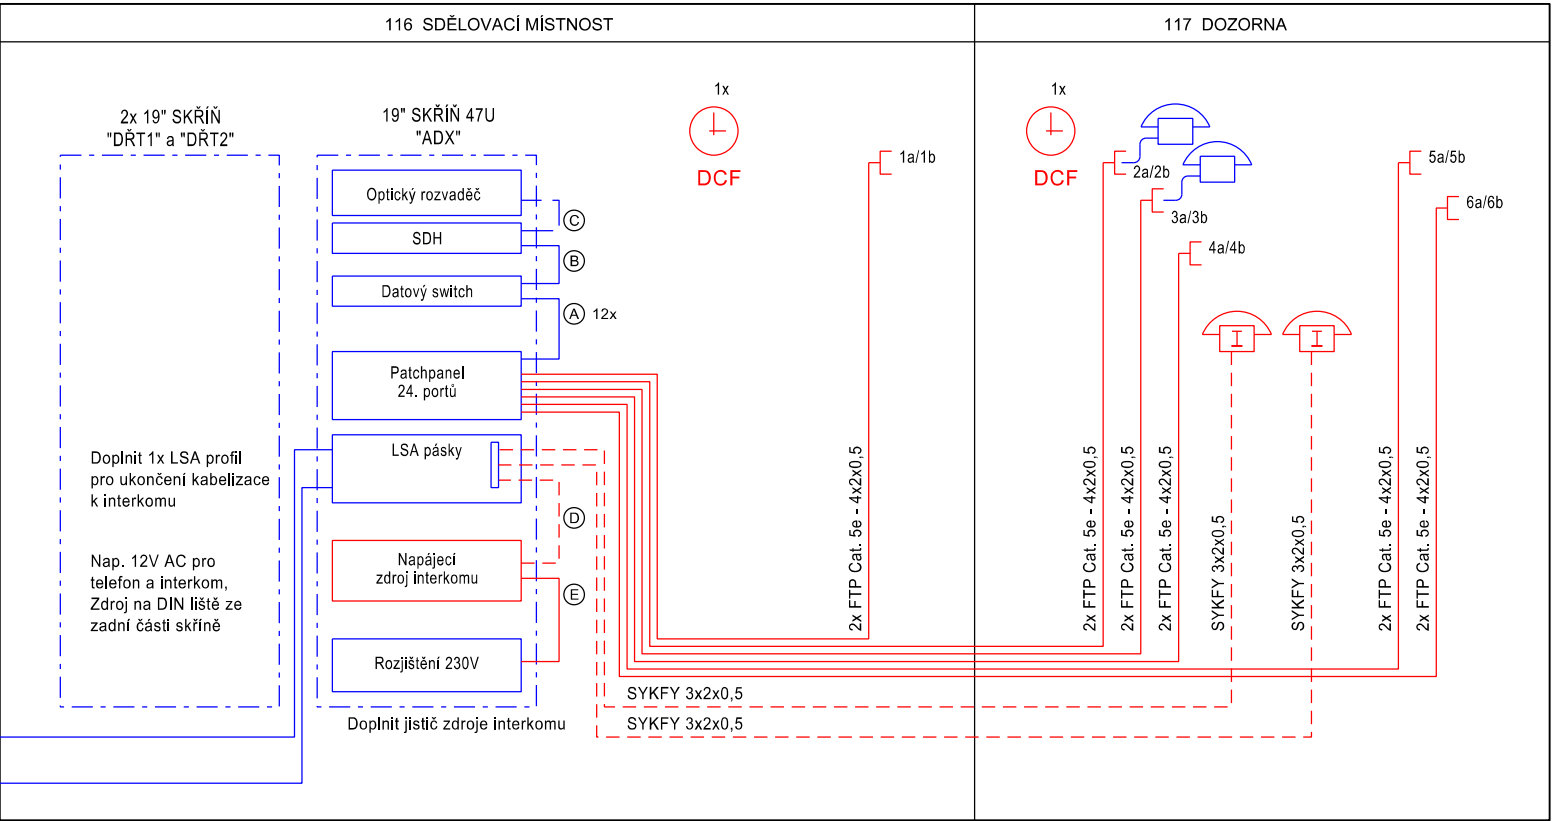 116 SDĚLOVACÍ MÍSTNOST
117 DOZORNA
2x 19" SKŘÍŇ
"DŘT1" a "DŘT2"
19" SKŘÍŇ 47U
"ADX"
1x
DCF
1a/1b
1x
DCF
2a/2b
3a/3b
4a/4b
5a/5b
6a/6b
Optický rozvaděč
C
SDH
B
Datový switch
A 12x
Patchpanel
24. portů
LSA pásky
D
Napájecí
zdroj interkomu
E
Rozjištění 230V
Doplnit 1x LSA profil
pro ukončení kabelizace
k interkomu
Nap. 12V AC pro
telefon a interkom,
Zdroj na DIN liště ze
zadní části skříně
Doplnit jistič zdroje interkomu
I
I
2x FTP Cat. 5e - 4x2x0,5
2x FTP Cat. 5e - 4x2x0,5
2x FTP Cat. 5e - 4x2x0,5
2x FTP Cat. 5e - 4x2x0,5
SYKFY 3x2x0,5
SYKFY 3x2x0,5
2x FTP Cat. 5e - 4x2x0,5
2x FTP Cat. 5e - 4x2x0,5
SYKFY 3x2x0,5
SYKFY 3x2x0,5